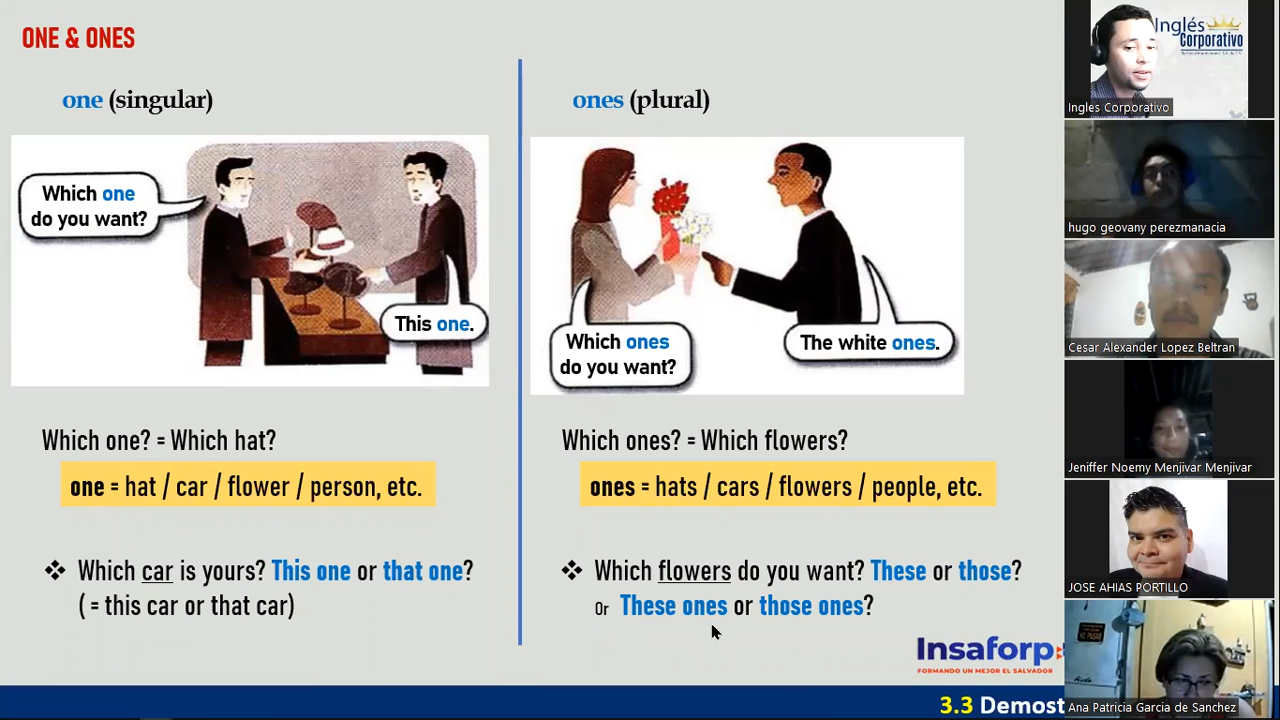 ONE & ONES
one (singular)
Which one
do you want?
This one.
Which one? = Which hat?
one = hat / car / flower / person, etc.
❖ Which car is yours? This one or that one?
( = this car or that car)
ones (plural)
Which ones
do you want?
The white ones.
Which ones? = Which flowers?
ones = hats / cars / flowers / people, etc.
❖ Which flowers do you want? These or those?
Or These ones or those ones?
Insaforp
FORMANDO UN MEJOR EL SALVADOR
3.3 Demost
Inglés
Corporativo
Ingles Corporativo
hugo geovany perezmanacia
Cesar Alexander Lopez Beltran
Jeniffer Noemy Menjivar Menjivar
JOSE AHIAS PORTILLO
NO PASAR
Ana Patricia Garcia de Sanchez